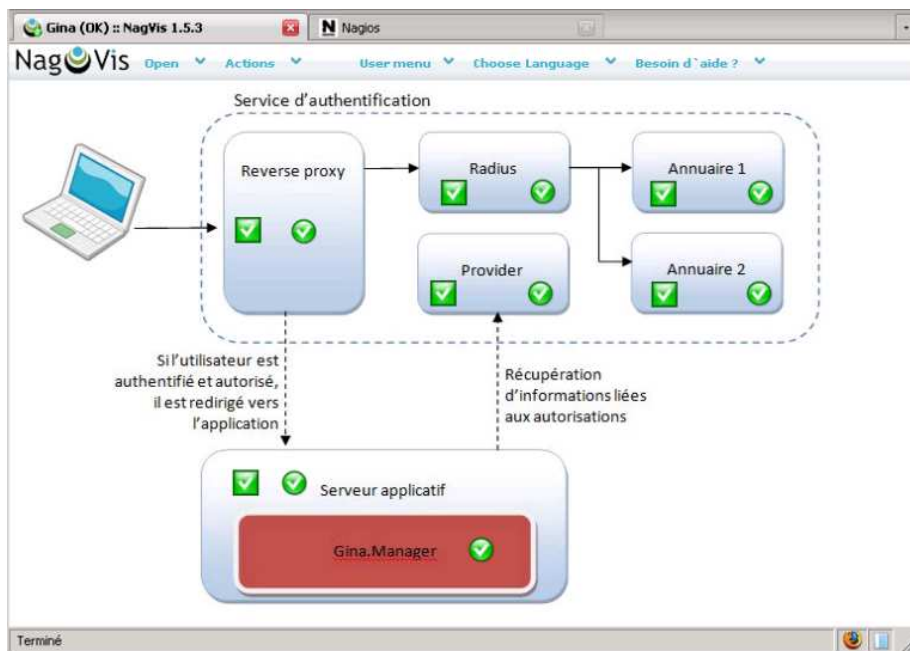 Gina (OK) :: NagVis 1.5.3
N Nagios
NagVis Open Actions User menu Choose Language Besoin d`aide ?
Service d'authentification
Reverse proxy
Radius
Annuaire 1
Provider
Annuaire 2
Si l'utilisateur est
authentifié et autorisé,
il est redirigé vers
l'application
Récupération
d'informations liées
aux autorisations
Serveur applicatif
Gina.Manager
Terminé